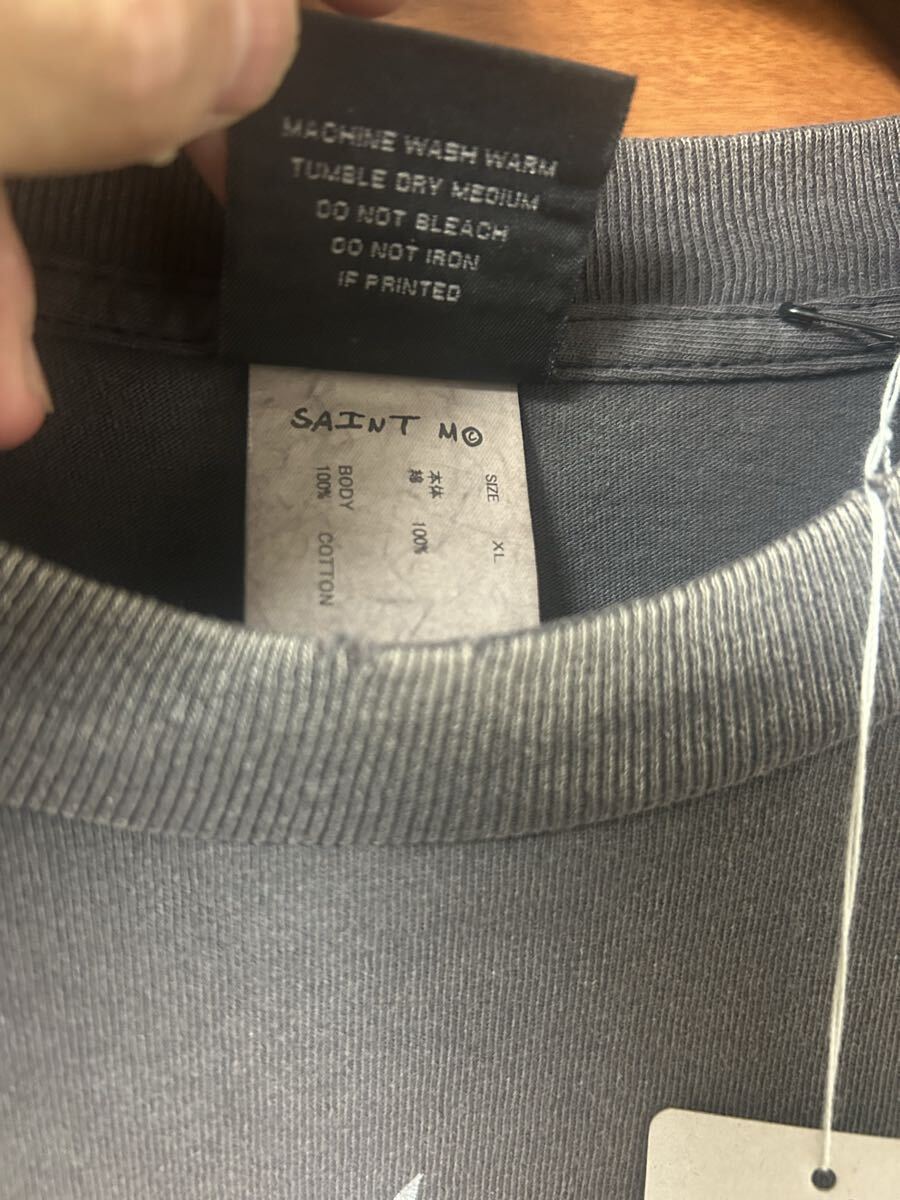 MACHINE WASH WARM
TUMBLE DRY MEDIUM
DO NOT BLEACH
DO NOT IRON
IF PRINTED
SAINT M©
SIZE XL
本体
綿 100%
BODY
100% COTTON